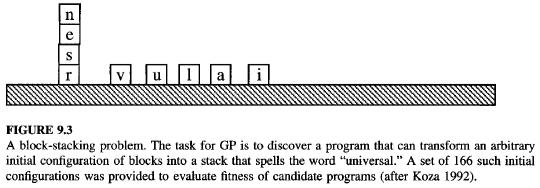 n
e
s
r v u l a i
FIGURE 9.3
A block-stacking problem. The task for GP is to discover a program that can transform an arbitrary
initial configuration of blocks into a stack that spells the word “universal.” A set of 166 such initial
configurations was provided to evaluate fitness of candidate programs (after Koza 1992).